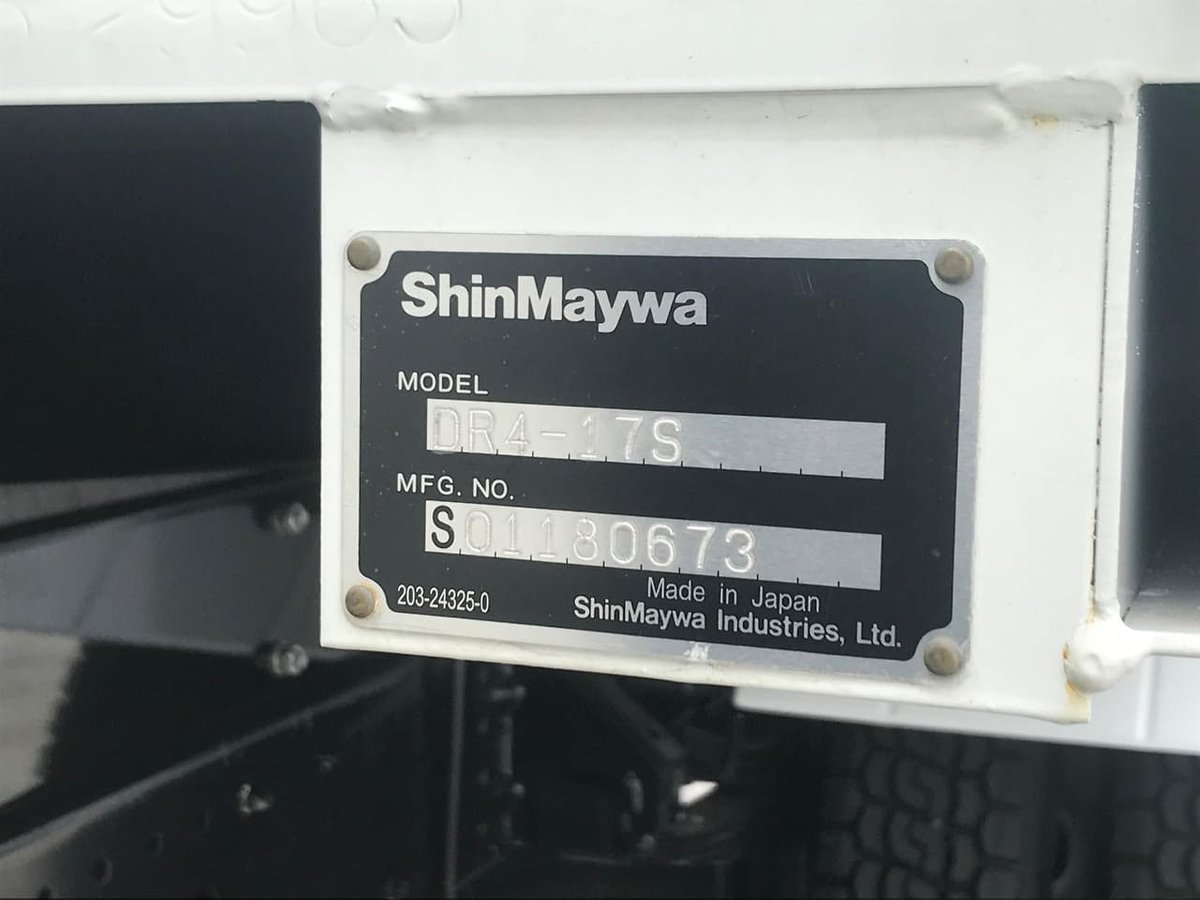 ShinMaywa
MODEL
DR4-17S
MFG. NO.
S01180673
203-24325-0
Made in Japan
ShinMaywa Industries, Ltd.